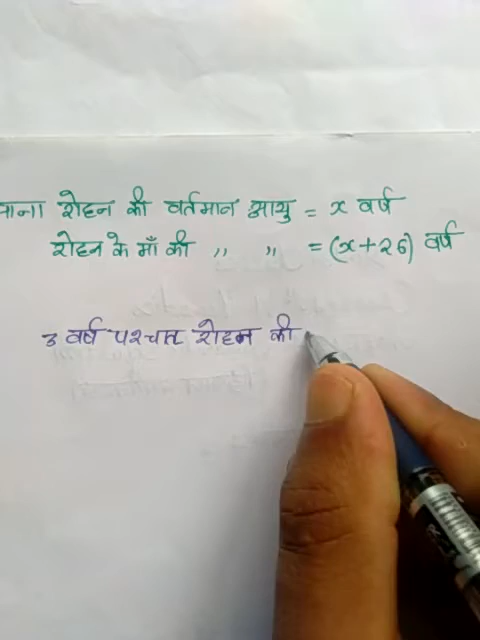 माना रोहन की वर्तमान आयु = x वर्ष
रोहन के माँ की ,, ,, = (x+26) वर्ष
3 वर्ष पश्चात रोहन की